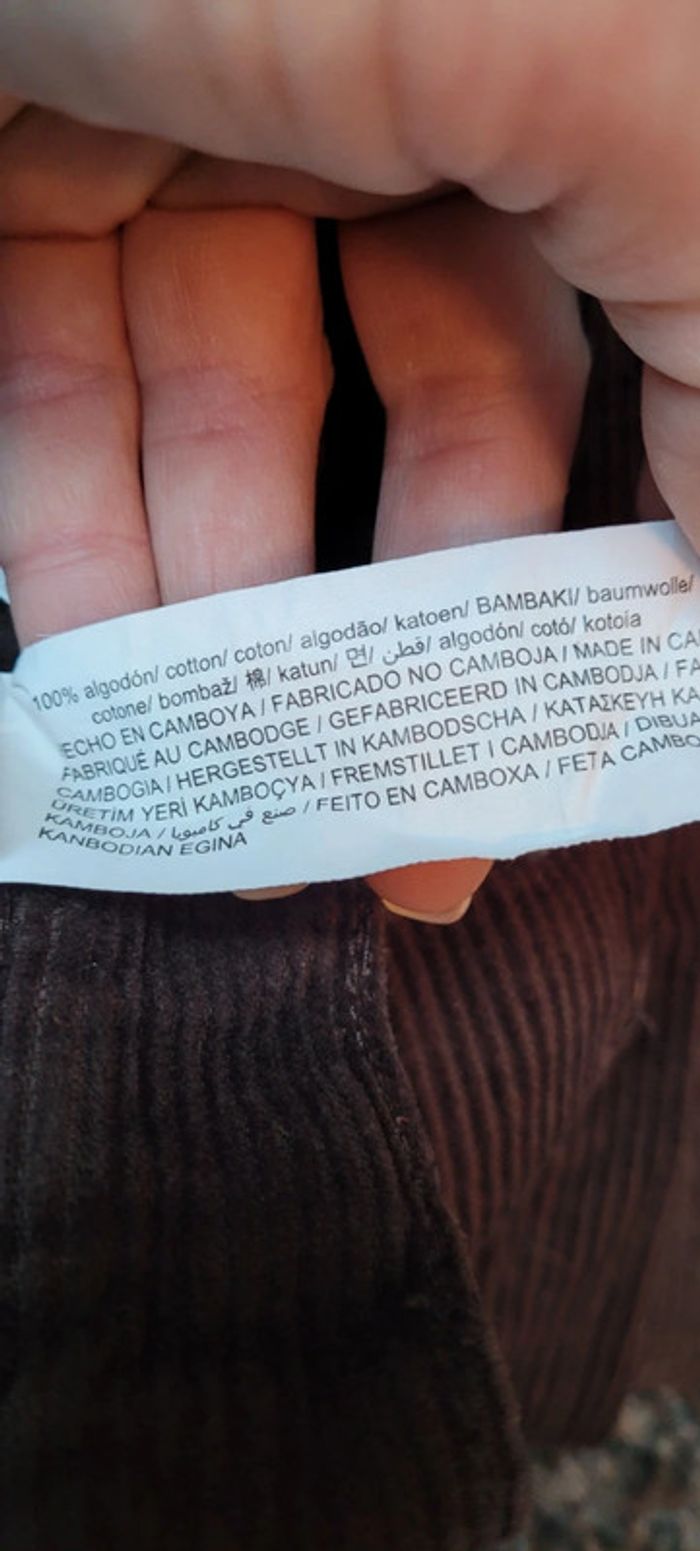 100% algodón/ cotton/ coton/ algodão/ katoen/ BAMBAKI/ baumwolle/
cotone/ bombaž/ 棉/ katun/ 면/ قطن/ algodón/ cotó/ kotoia
ECHO EN CAMBOYA / FABRICADO NO CAMBOJA / MADE IN CA
FABRIQUÉ AU CAMBODGE / GEFABRICEERD IN CAMBODJA / FA
CAMBOGIA / HERGESTELLT IN KAMBODSCHA / ΚΑΤΑΣΚΕΥΗ ΚΑ
ÜRETİM YERİ KAMBOÇYA / FREMSTILLET I CAMBODJA / DIBUA
KAMBOJA / صنع في كامبوديا / FEITO EN CAMBOXA / FETA CAMBO
KANBODIAN EGINA